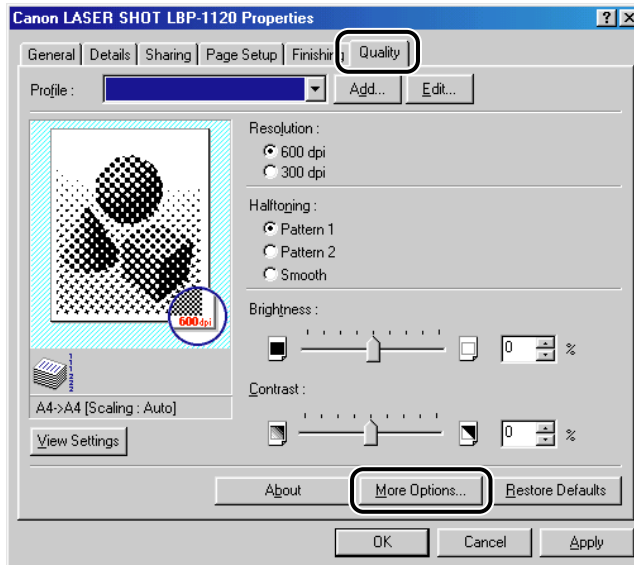 Canon LASER SHOT LBP-1120 Properties
General Details Sharing Page Setup Finishing Quality
Profile :
Add... Edit...
Resolution :
600 dpi
300 dpi
Halftoning :
Pattern 1
Pattern 2
Smooth
600 dpi
Brightness :
0 %
A4->A4 [Scaling : Auto]
Contrast :
0 %
View Settings
About More Options... Restore Defaults
OK Cancel Apply